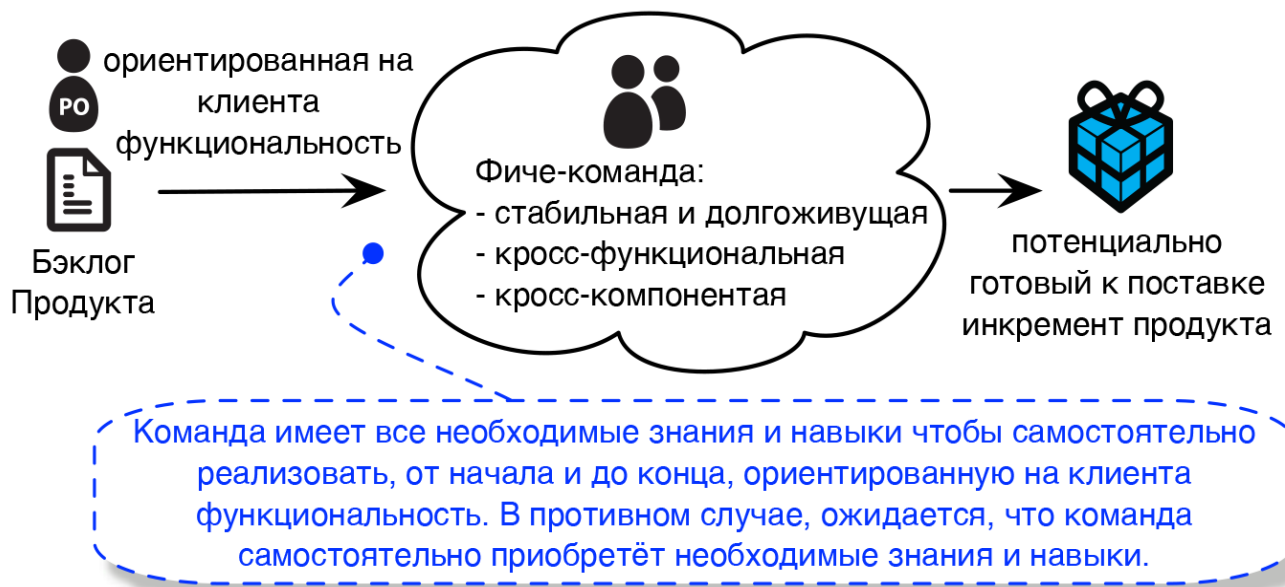 PO
ориентированная на
клиента
функциональность
Бэклог
Продукта
Фиче-команда:
- стабильная и долгоживущая
- кросс-функциональная
- кросс-компонентая
потенциально
готовый к поставке
инкремент продукта
Команда имеет все необходимые знания и навыки чтобы самостоятельно
реализовать, от начала и до конца, ориентированную на клиента
функциональность. В противном случае, ожидается, что команда
самостоятельно приобретёт необходимые знания и навыки.